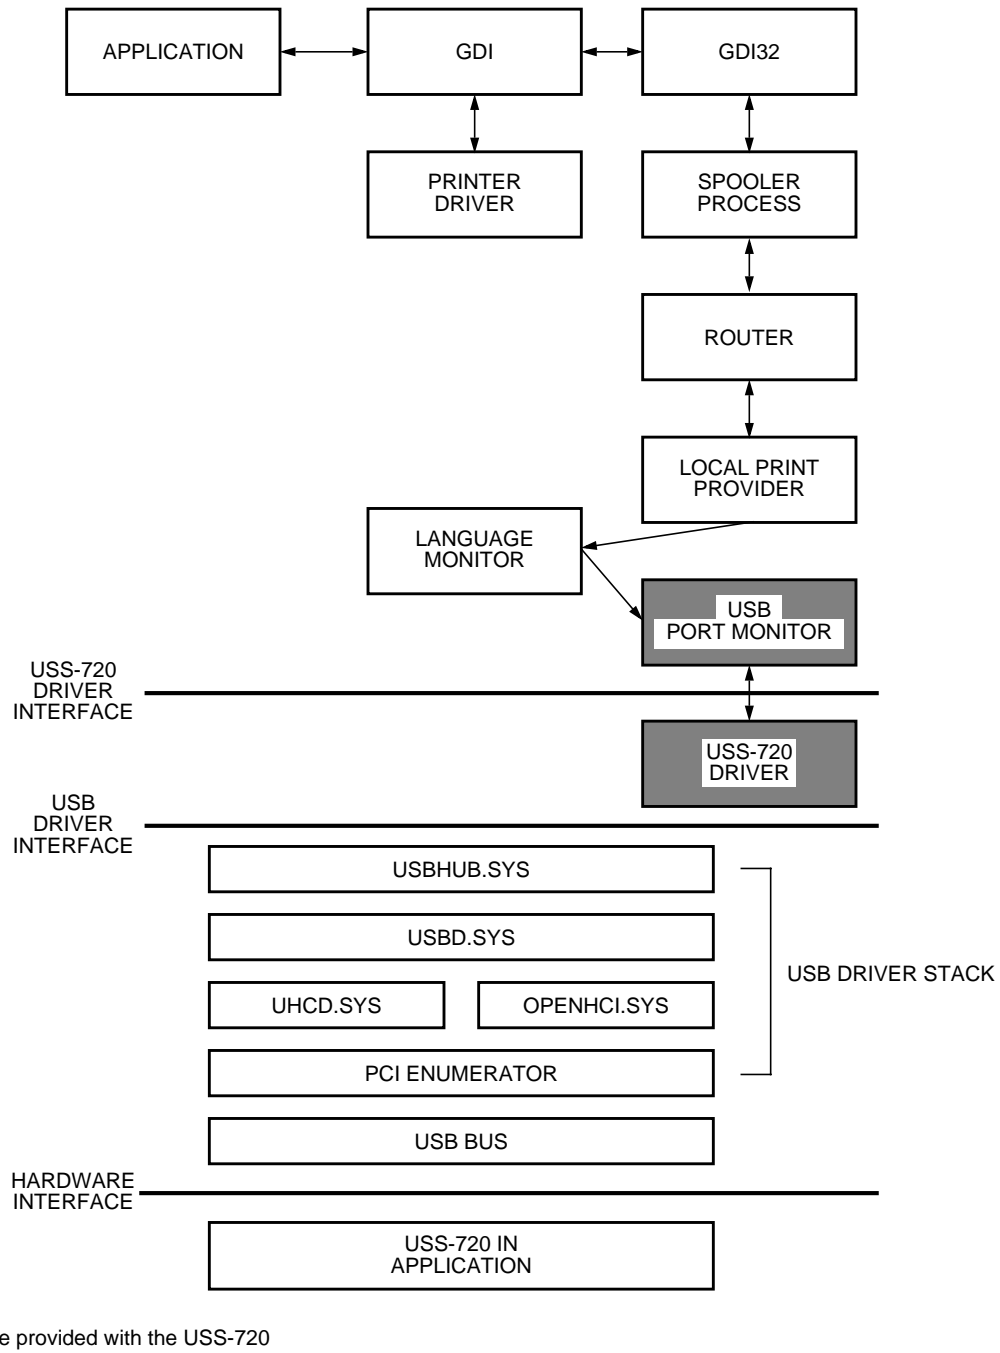 APPLICATION
GDI
GDI32
PRINTER
DRIVER
SPOOLER
PROCESS
ROUTER
LOCAL PRINT
PROVIDER
LANGUAGE
MONITOR
USB
PORT MONITOR
USS-720
DRIVER
INTERFACE
USS-720
DRIVER
USB
DRIVER
INTERFACE
USBHUB.SYS
USBD.SYS
USB DRIVER STACK
UHCD.SYS
OPENHCI.SYS
PCI ENUMERATOR
USB BUS
HARDWARE
INTERFACE
USS-720 IN
APPLICATION
provided with the USS-720